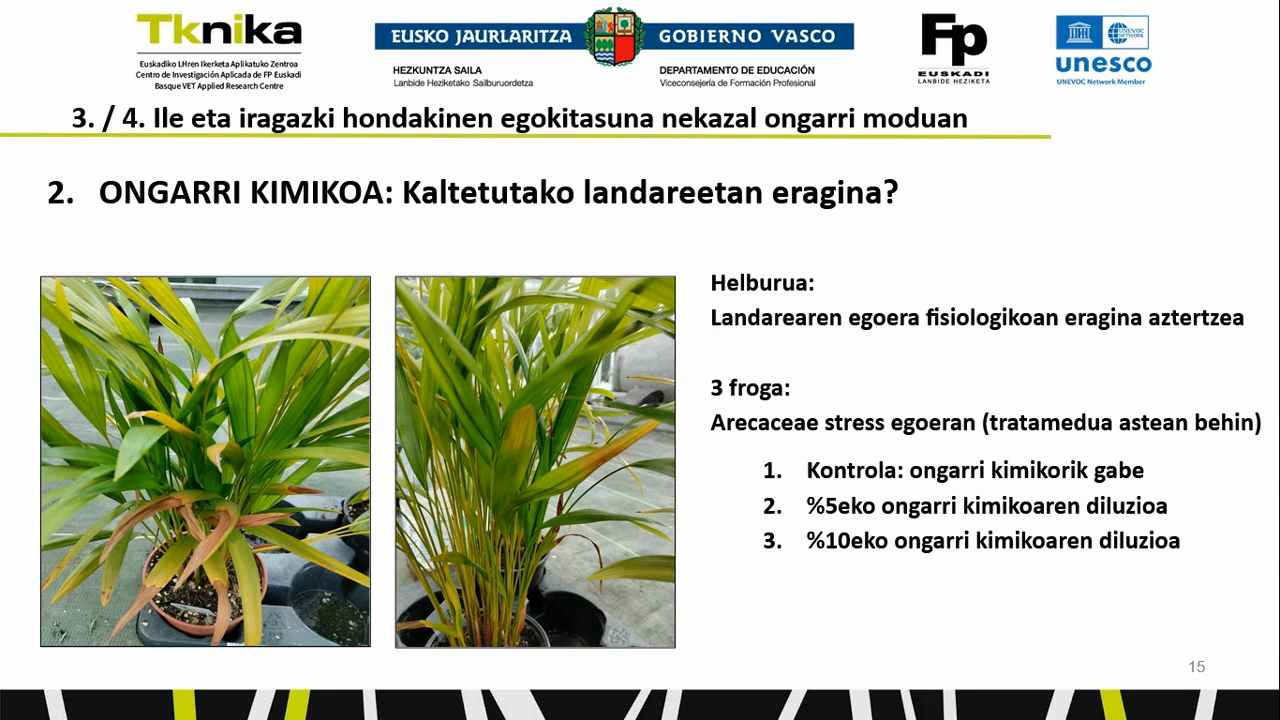 Tknika
Euskadiko LHren Ikerketa Aplikatuko Zentroa
Centro de Investigación Aplicada de FP Euskadi
Basque VET Applied Research Centre
EUSKO JAURLARITZA GOBIERNO VASCO
HEZKUNTZA SAILA
Lanbide Heziketako Sailburuordetza
DEPARTAMENTO DE EDUCACIÓN
Viceconsejería de Formación Profesional
Fp
EUSKADI
LANBIDE HEZIKETA
UNEVOC
NETWORK
unesco
UNEVOC Network Member
3. / 4. Ile eta iragazki hondakinen egokitasuna nekazal ongarri moduan
2. ONGARRI KIMIKOA: Kaltetutako landareetan eragina?
Helburua:
Landarearen egoera fisiologikoan eragina aztertzea
3 froga:
Arecaceae stress egoeran (tratamedua astean behin)
1. Kontrola: ongarri kimikorik gabe
2. %5eko ongarri kimikoaren diluzioa
3. %10eko ongarri kimikoaren diluzioa
15